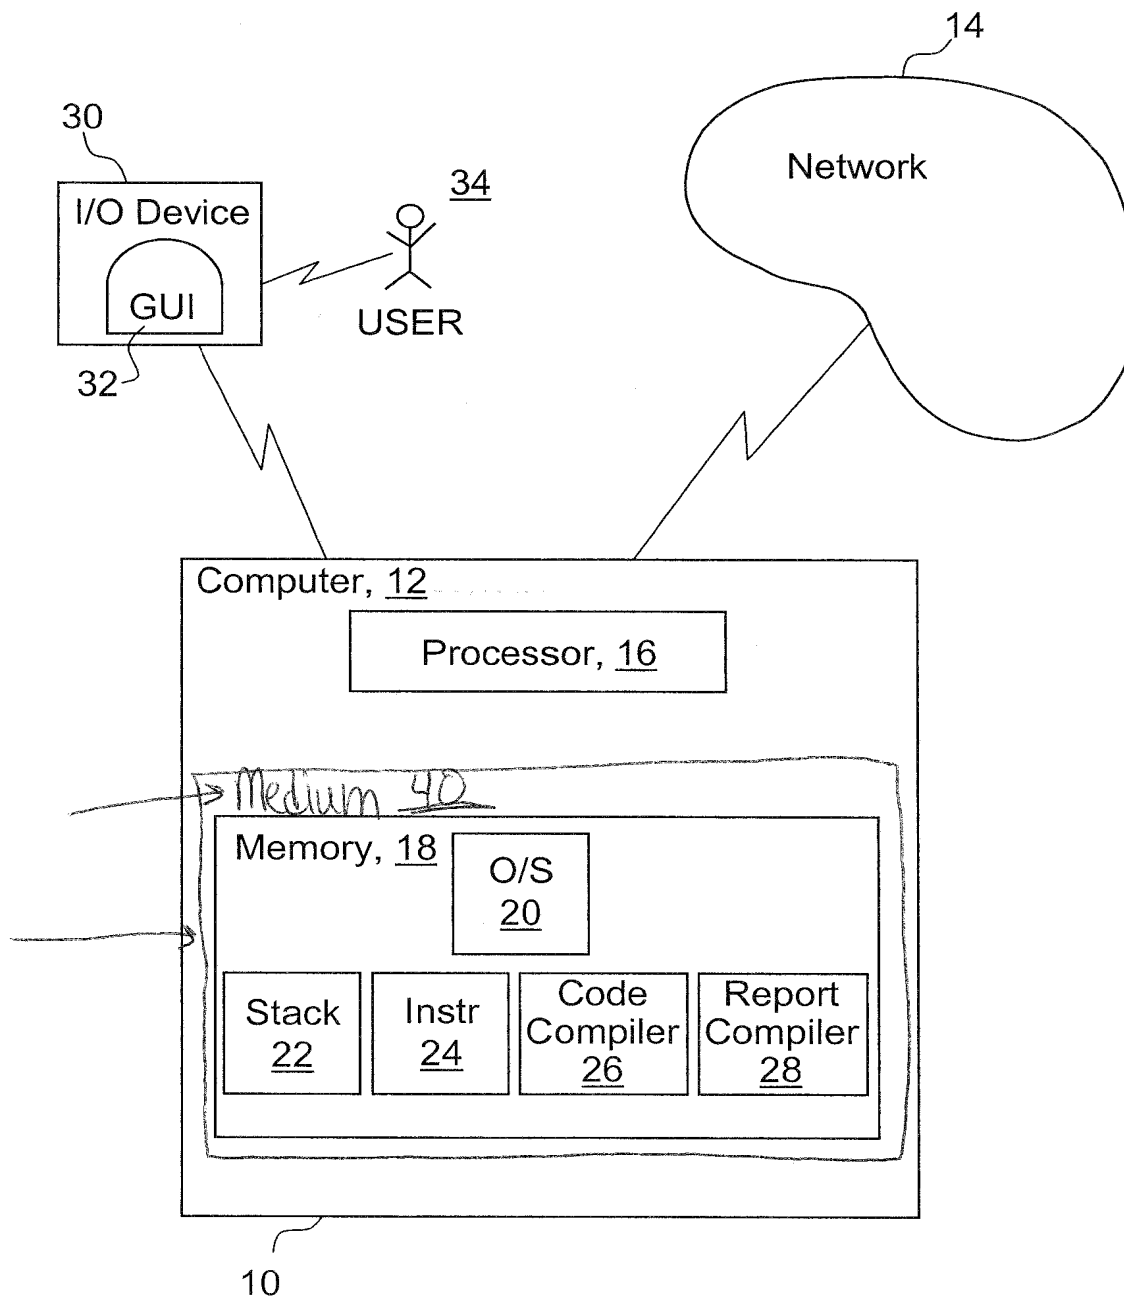 14
30
I/O Device
GUI
32
34
USER
Network
Computer, 12
Processor, 16
Medium 40
Memory, 18
O/S
20
Stack
22
Instr
24
Code
Compiler
26
Report
Compiler
28
10